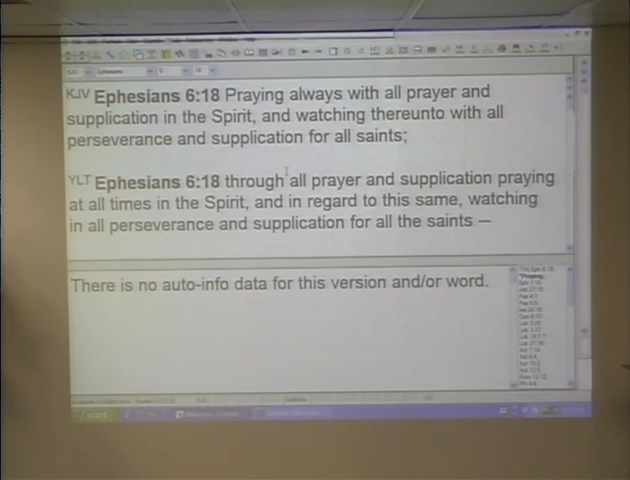 KJV Ephesians 6:18 Praying always with all prayer and
supplication in the Spirit, and watching thereunto with all
perseverance and supplication for all saints;
YLT Ephesians 6:18 through all prayer and supplication praying
at all times in the Spirit, and in regard to this same, watching
in all perseverance and supplication for all the saints —
There is no auto-info data for this version and/or word.